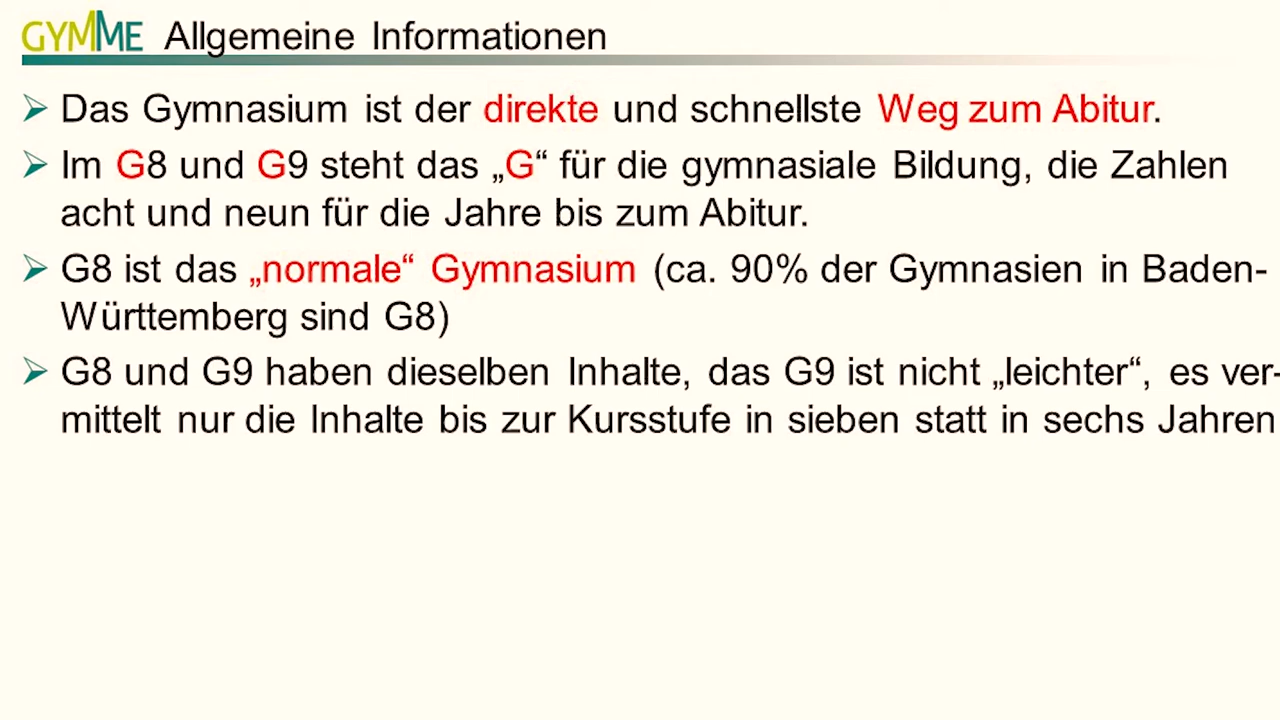 GYMME Allgemeine Informationen
Das Gymnasium ist der direkte und schnellste Weg zum Abitur.
Im G8 und G9 steht das „G“ für die gymnasiale Bildung, die Zahlen
acht und neun für die Jahre bis zum Abitur.
G8 ist das „normale“ Gymnasium (ca. 90% der Gymnasien in Baden-
Württemberg sind G8)
G8 und G9 haben dieselben Inhalte, das G9 ist nicht „leichter“, es ver-
mittelt nur die Inhalte bis zur Kursstufe in sieben statt in sechs Jahren